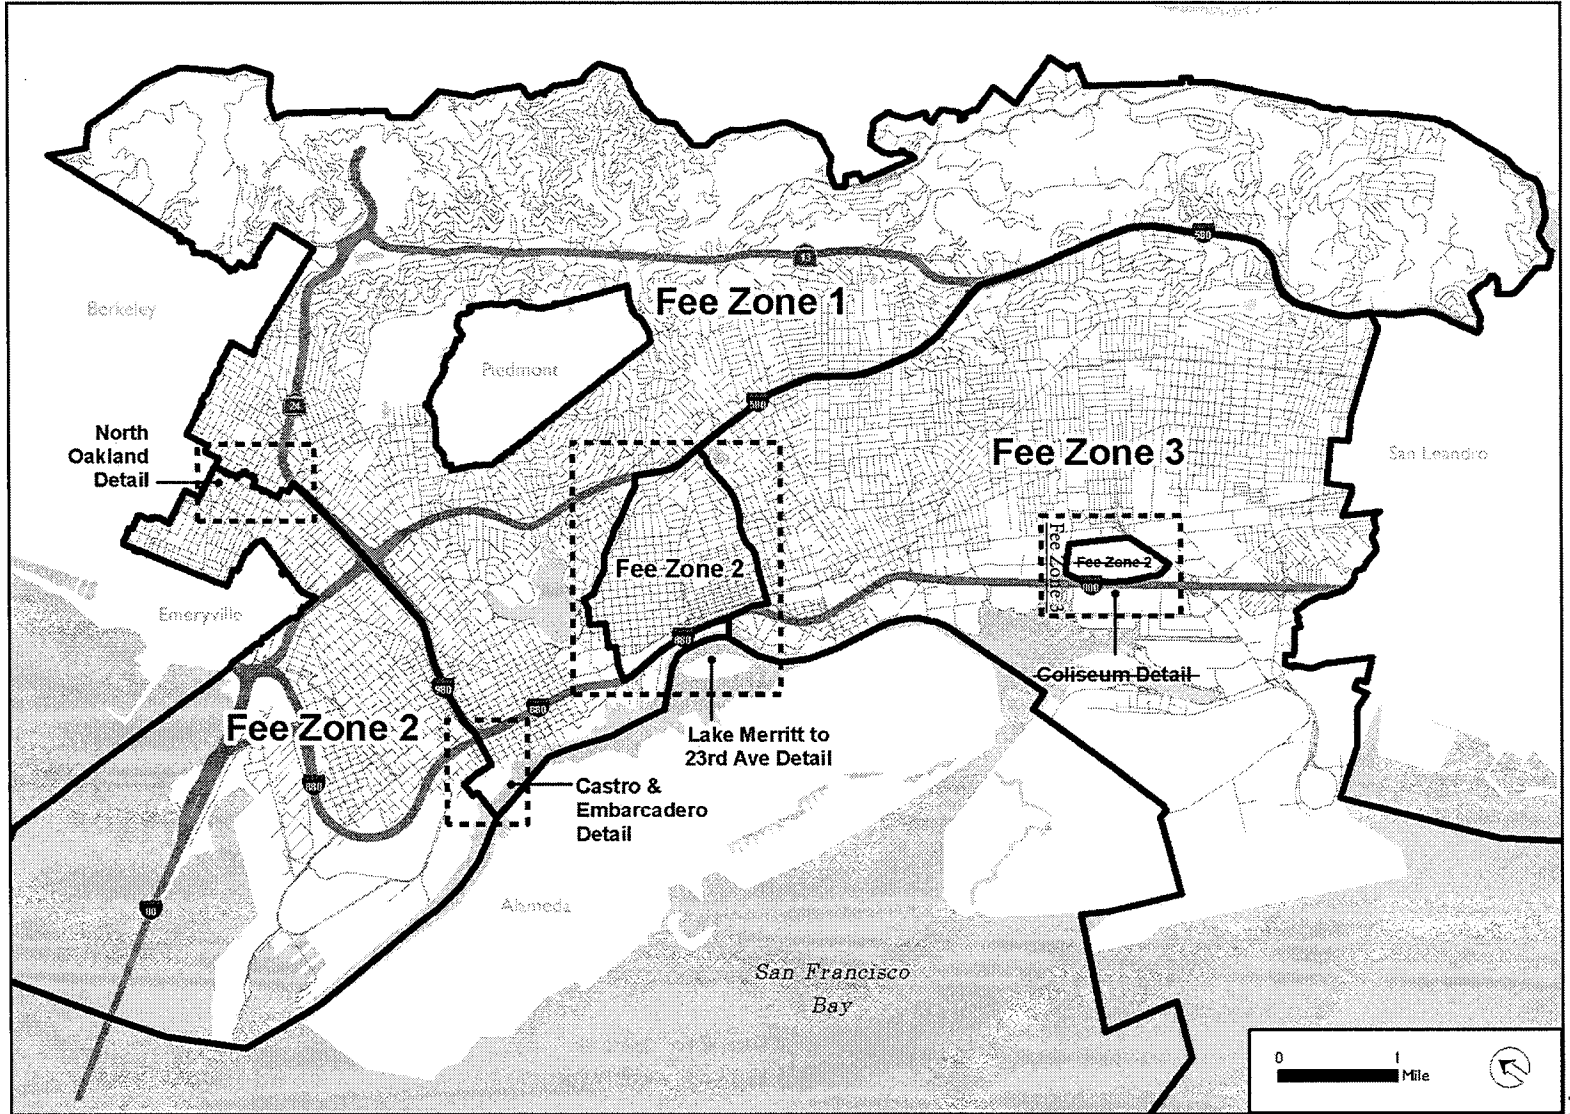 580
13
Fee Zone 1
Berkeley
Piedmont
24
580
North
Oakland
Detail
Fee Zone 3
San Leandro
Fee Zone 3
Fee Zone 2
Fee Zone 2
880
Emeryville
880
Coliseum Detail
980
880
Fee Zone 2
Lake Merritt to
23rd Ave Detail
880
Castro &
Embarcadero
Detail
80
Alameda
San Francisco
Bay
0 1
Mile